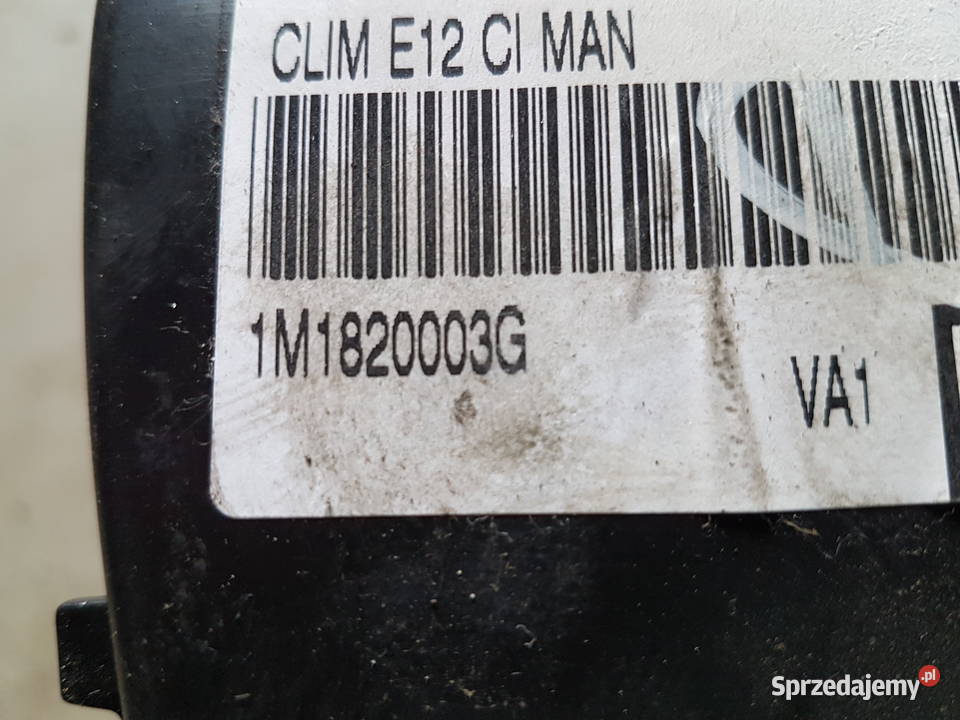 CLIM E12 CI MAN
1M1820003G
VA1
Sprzedajemy.pl